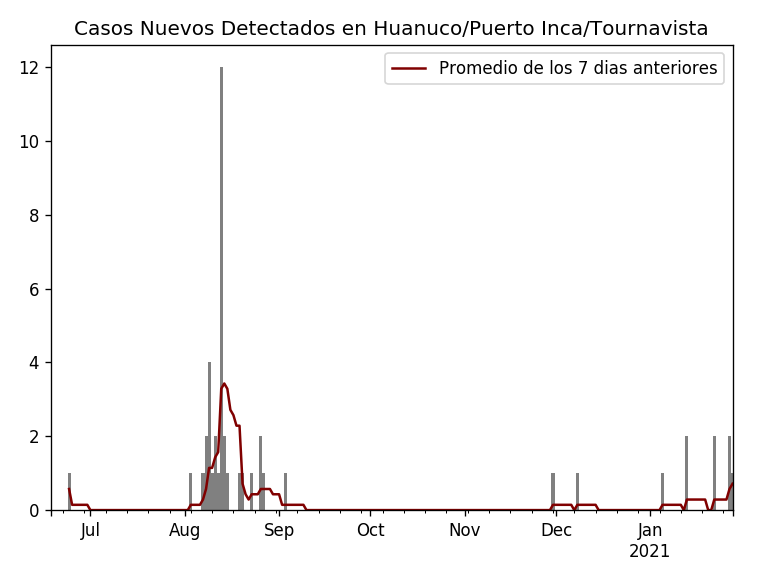 Casos Nuevos Detectados en Huanuco/Puerto Inca/Tournavista
Promedio de los 7 dias anteriores
12
10
8
6
4
2
0
Jul Aug Sep Oct Nov Dec Jan
2021